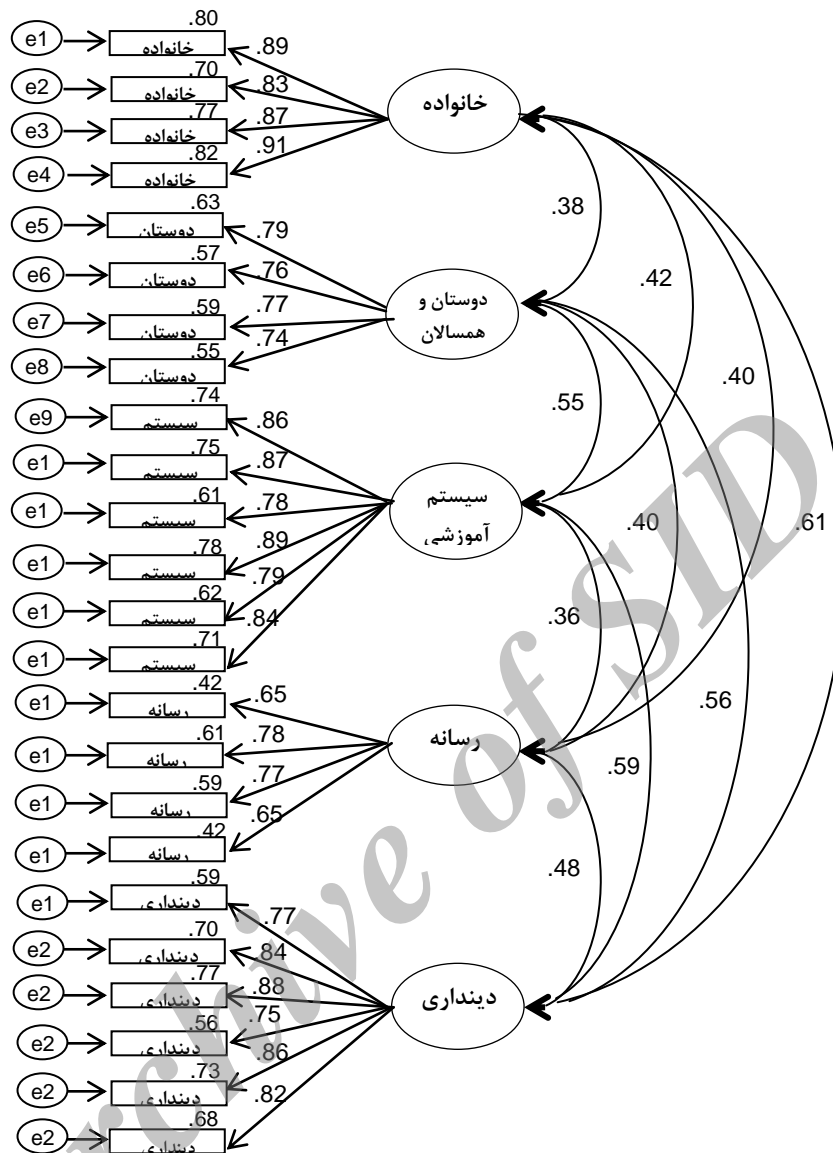 .80
e1
خانواده
.89
.70
e2
خانواده
.83
.77
e3
خانواده
.87
.82
e4
خانواده
.91
خانواده
.63
e5
دوستان
.79
.57
e6
دوستان
.76
.59
e7
دوستان
.77
.55
e8
دوستان
.74
دوستان و
همسالان
.74
e9
سیستم
.86
.75
e1
سیستم
.87
.61
e1
سیستم
.78
.78
e1
سیستم
.89
.62
e1
سیستم
.79
.71
e1
سیستم
.84
سیستم
آموزشی
.42
e1
رسانه
.65
.61
e1
رسانه
.78
.59
e1
رسانه
.77
.42
e1
رسانه
.65
رسانه
.59
e1
دینداری
.77
.70
e2
دینداری
.84
.77
e2
دینداری
.88
.56
e2
دینداری
.75
.73
e2
دینداری
.86
.68
e2
دینداری
.82
دینداری
.38
.42
.40
.55
.61
.40
.36
.56
.59
.48
Archive of SID